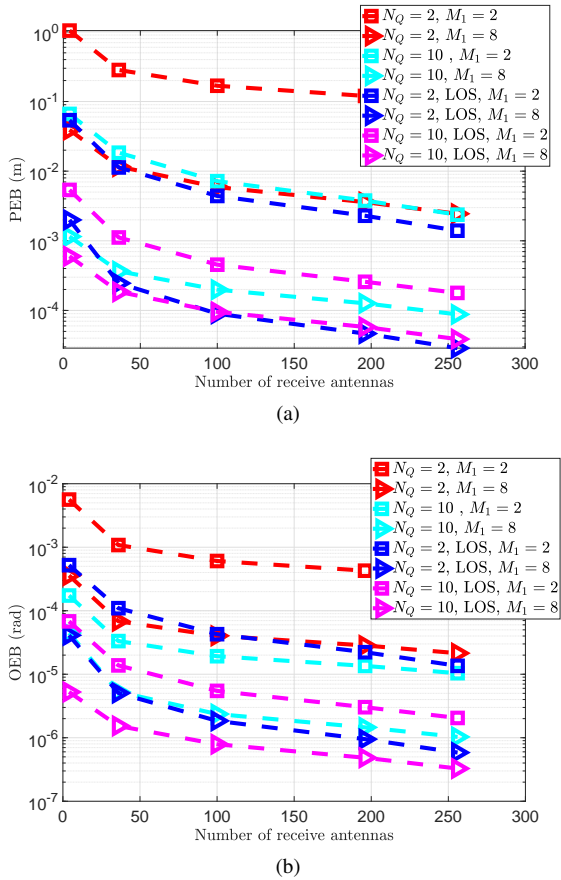 N_Q = 2, M_1 = 2
N_Q = 2, M_1 = 8
N_Q = 10 , M_1 = 2
N_Q = 10, M_1 = 8
N_Q = 2, LOS, M_1 = 2
N_Q = 2, LOS, M_1 = 8
N_Q = 10, LOS, M_1 = 2
N_Q = 10, LOS, M_1 = 8
10^0
10^-1
10^-2
10^-3
10^-4
PEB (m)
0 50 100 150 200 250 300
Number of receive antennas
(a)
N_Q = 2, M_1 = 2
N_Q = 2, M_1 = 8
N_Q = 10 , M_1 = 2
N_Q = 10, M_1 = 8
N_Q = 2, LOS, M_1 = 2
N_Q = 2, LOS, M_1 = 8
N_Q = 10, LOS, M_1 = 2
N_Q = 10, LOS, M_1 = 8
10^-2
10^-3
10^-4
10^-5
10^-6
10^-7
OEB (rad)
0 50 100 150 200 250 300
Number of receive antennas
(b)